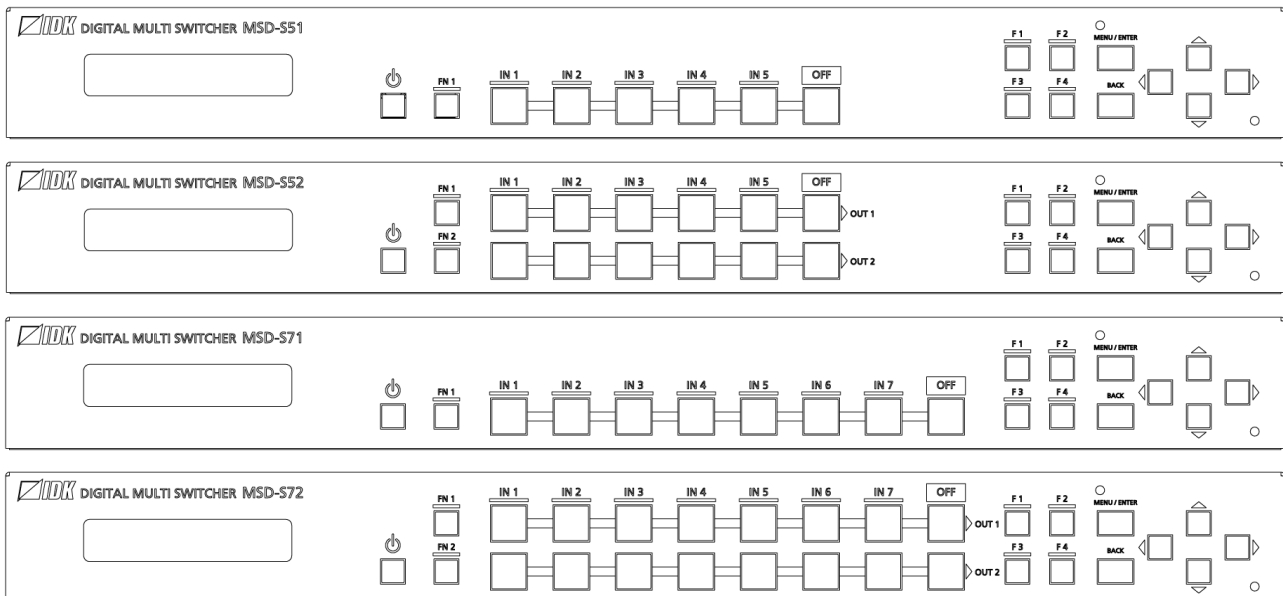 IDK DIGITAL MULTI SWITCHER MSD-S51
FN 1 IN 1 IN 2 IN 3 IN 4 IN 5 OFF F 1 F 2 MENU / ENTER
F 3 F 4 BACK
IDK DIGITAL MULTI SWITCHER MSD-S52
FN 1 IN 1 IN 2 IN 3 IN 4 IN 5 OFF F 1 F 2 MENU / ENTER
OUT 1
FN 2 F 3 F 4 BACK
OUT 2
IDK DIGITAL MULTI SWITCHER MSD-S71
FN 1 IN 1 IN 2 IN 3 IN 4 IN 5 IN 6 IN 7 OFF F 1 F 2 MENU / ENTER
F 3 F 4 BACK
IDK DIGITAL MULTI SWITCHER MSD-S72
FN 1 IN 1 IN 2 IN 3 IN 4 IN 5 IN 6 IN 7 OFF F 1 F 2 MENU / ENTER
OUT 1
FN 2 F 3 F 4 BACK
OUT 2